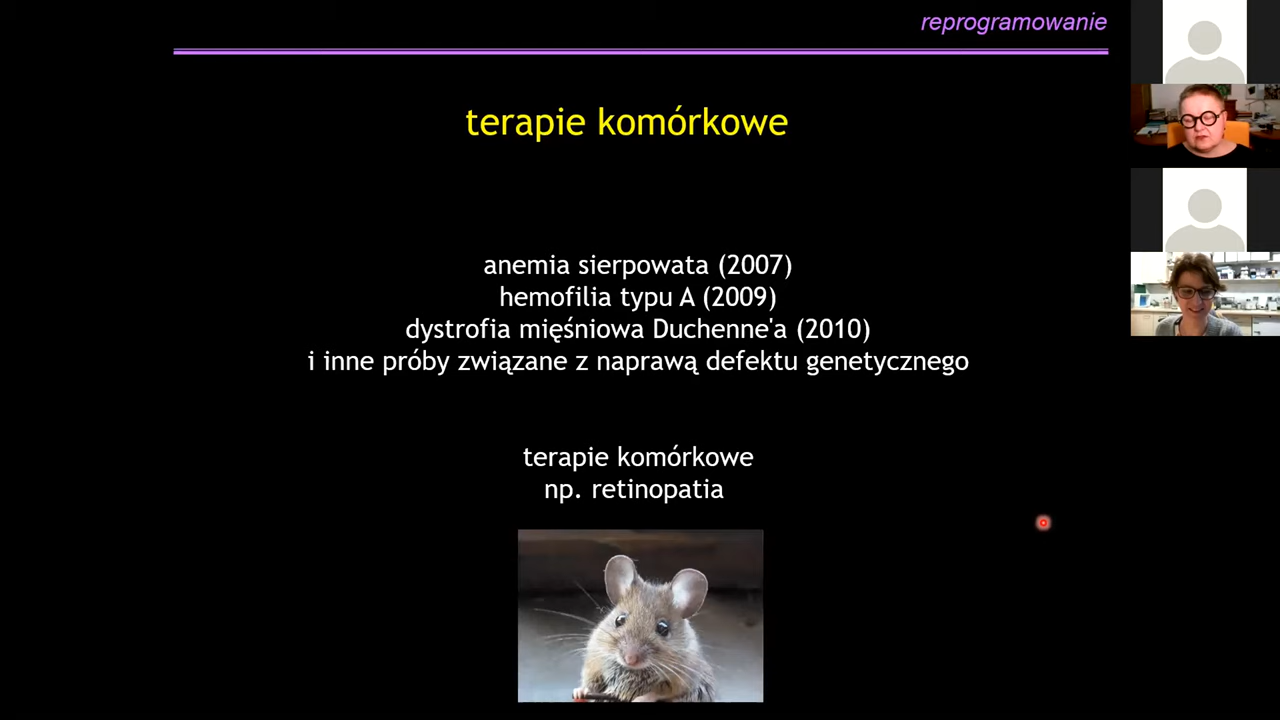 reprogramowanie
terapie komórkowe
anemia sierpowata (2007)
hemofilia typu A (2009)
dystrofia mięśniowa Duchenne'a (2010)
i inne próby związane z naprawą defektu genetycznego
terapie komórkowe
np. retinopatia